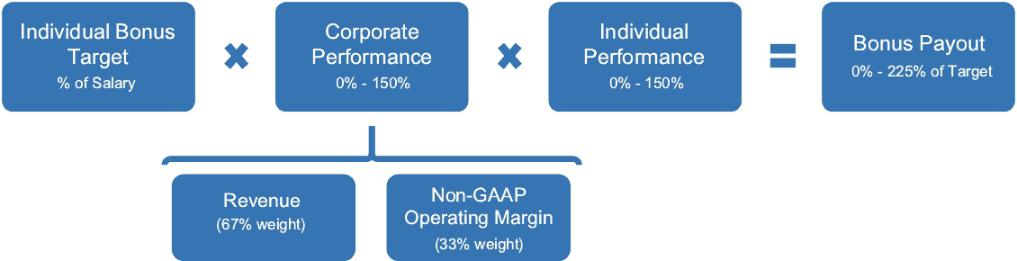 Individual Bonus
Target
% of Salary
×
Corporate
Performance
0% - 150%
×
Individual
Performance
0% - 150%
=
Bonus Payout
0% - 225% of Target
Revenue
(67% weight)
Non-GAAP
Operating Margin
(33% weight)